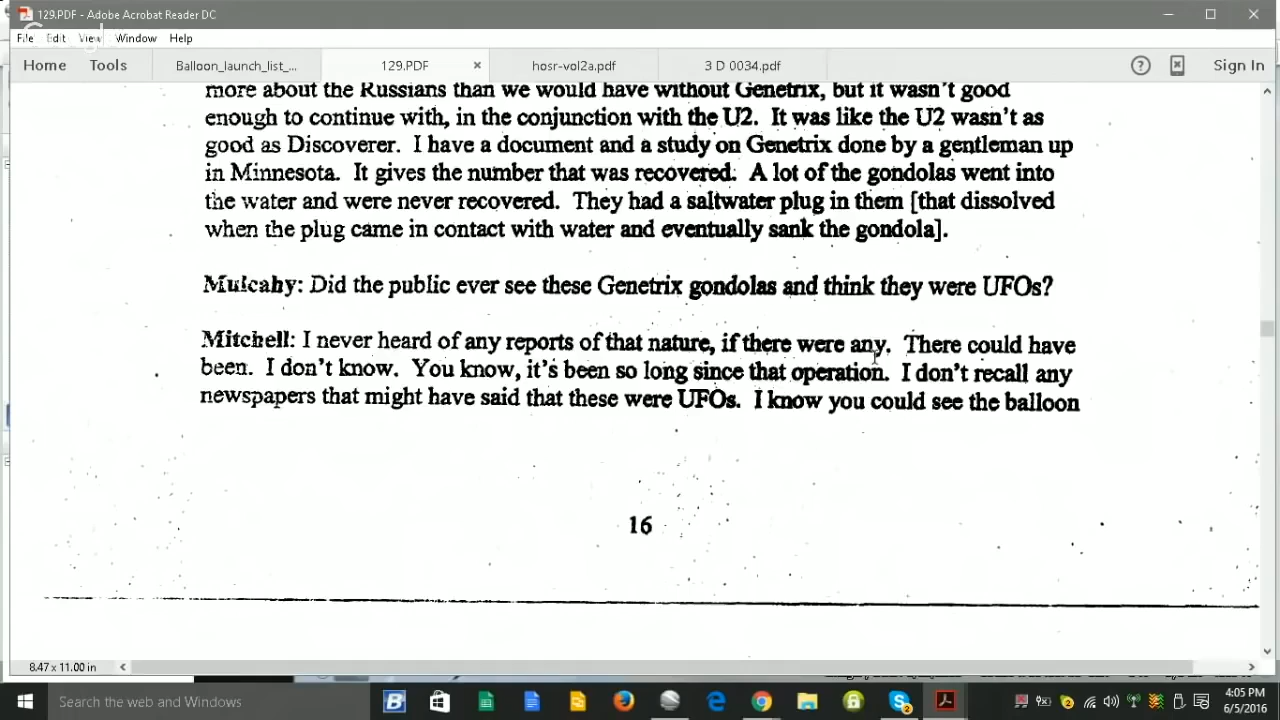 129.PDF - Adobe Acrobat Reader DC
Google
File Edit View Window Help
Home Tools Balloon_launch_list_... 129.PDF × hosr-vol2a.pdf 3 D 0034.pdf Sign In
more about the Russians than we would have without Genetrix, but it wasn't good
enough to continue with, in the conjunction with the U2. It was like the U2 wasn't as
good as Discoverer. I have a document and a study on Genetrix done by a gentleman up
in Minnesota. It gives the number that was recovered. A lot of the gondolas went into
the water and were never recovered. They had a saltwater plug in them [that dissolved
when the plug came in contact with water and eventually sank the gondola].
Mulcahy: Did the public ever see these Genetrix gondolas and think they were UFOs?
Mitchell: I never heard of any reports of that nature, if there were any. There could have
been. I don't know. You know, it's been so long since that operation. I don't recall any
newspapers that might have said that these were UFOs. I know you could see the balloon
16
8.47 x 11.00 in
Search the web and Windows
4:05 PM
6/5/2016